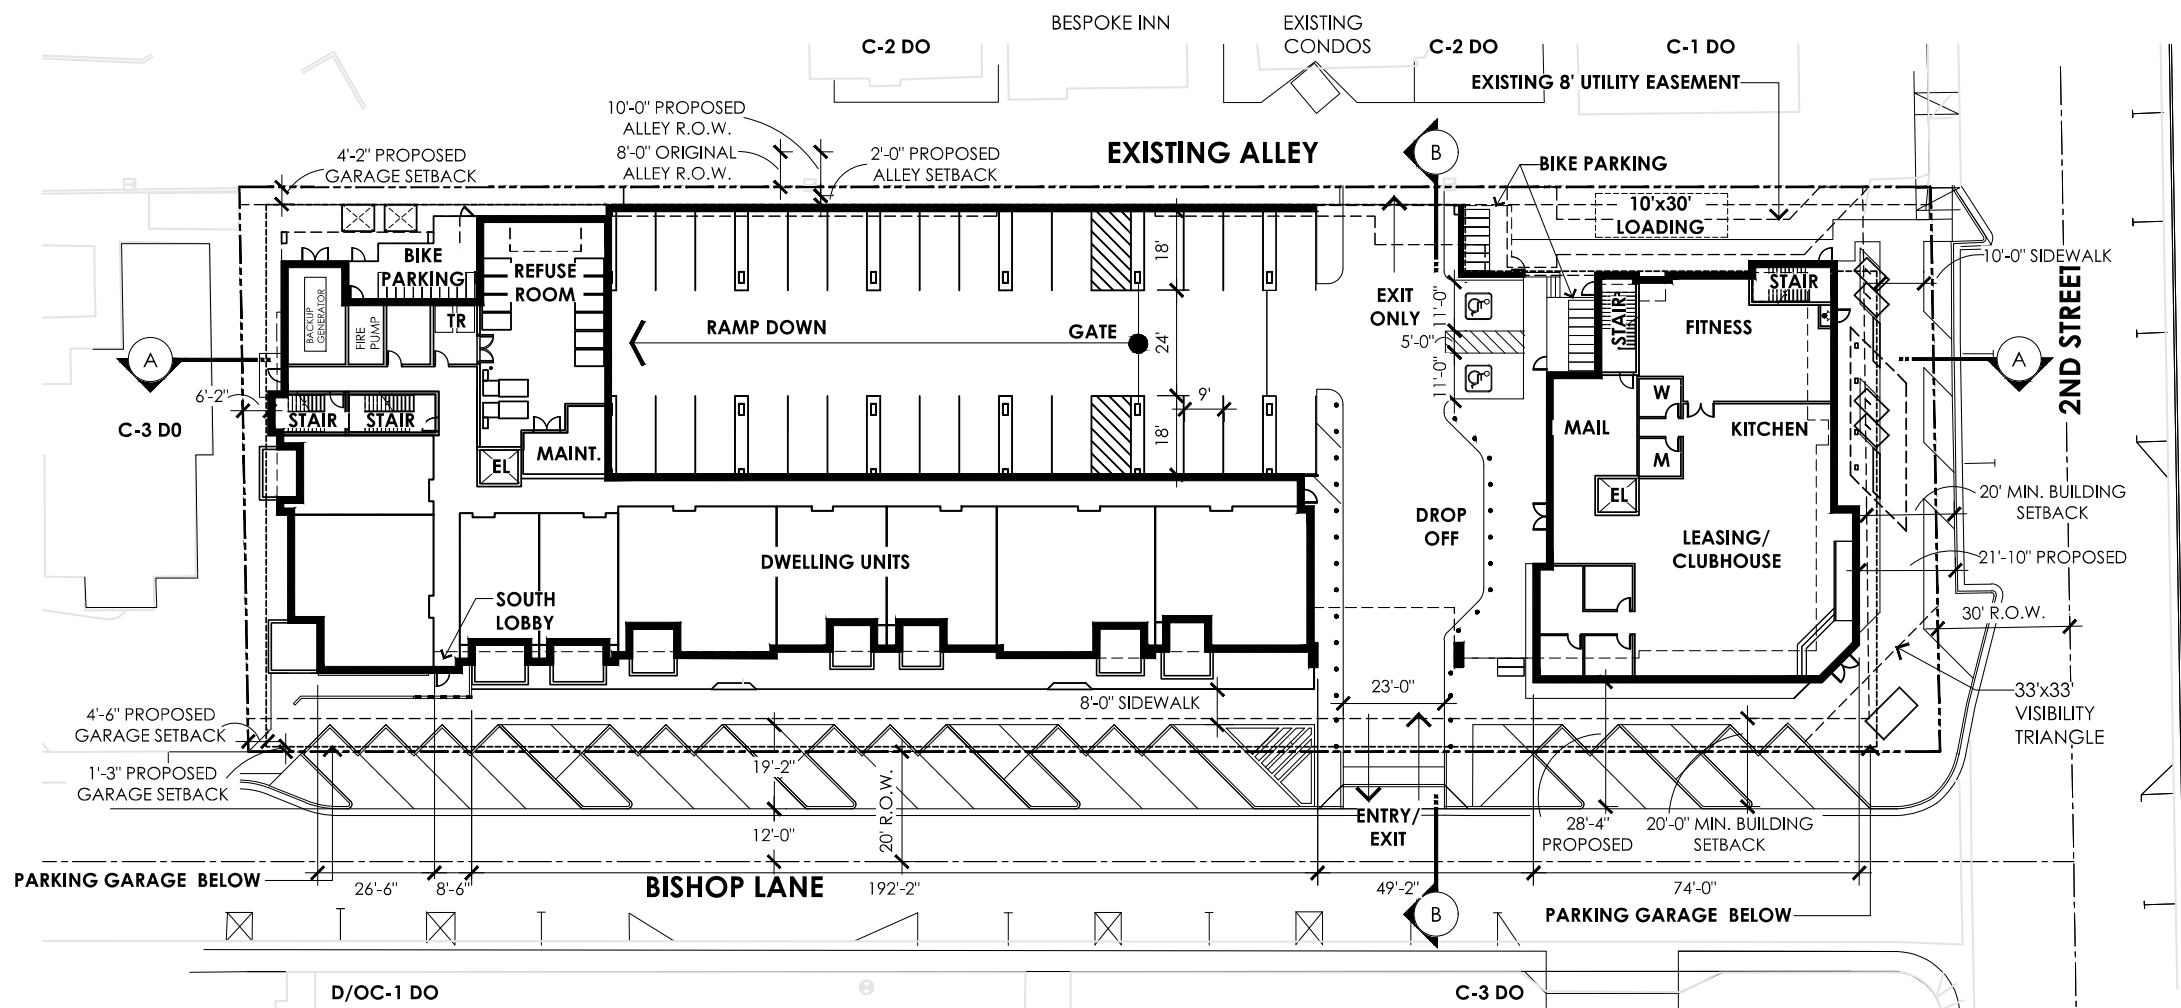 BESPOKE INN
EXISTING
CONDOS
C-2 DO
C-2 DO
C-1 DO
EXISTING 8' UTILITY EASEMENT
10'-0" PROPOSED
ALLEY R.O.W.
8'-0" ORIGINAL
ALLEY R.O.W.
4'-2" PROPOSED
GARAGE SETBACK
2'-0" PROPOSED
ALLEY SETBACK
EXISTING ALLEY
B
BIKE PARKING
10'x30'
LOADING
BIKE
PARKING
REFUSE
ROOM
18'
10'-0" SIDEWALK
2ND STREET
STAIR
STAIR
BACKUP
GENERATOR
FIRE
PUMP
TR
RAMP DOWN
GATE
24'
EXIT
ONLY
11'-0"
5'-0"
11'-0"
FITNESS
A
A
6'-2"
C-3 D0
STAIR
STAIR
9'
18'
W
MAIL
KITCHEN
M
EL
MAINT.
EL
20' MIN. BUILDING
SETBACK
DROP
OFF
LEASING/
CLUBHOUSE
21'-10" PROPOSED
DWELLING UNITS
SOUTH
LOBBY
30' R.O.W.
8'-0" SIDEWALK
23'-0"
33'x33'
VISIBILITY
TRIANGLE
4'-6" PROPOSED
GARAGE SETBACK
1'-3" PROPOSED
GARAGE SETBACK
19'-2"
20' R.O.W.
12'-0"
ENTRY/
EXIT
28'-4"
PROPOSED
20'-0" MIN. BUILDING
SETBACK
PARKING GARAGE BELOW
26'-6"
8'-6"
BISHOP LANE
192'-2"
49'-2"
74'-0"
B
PARKING GARAGE BELOW
D/OC-1 DO
C-3 DO